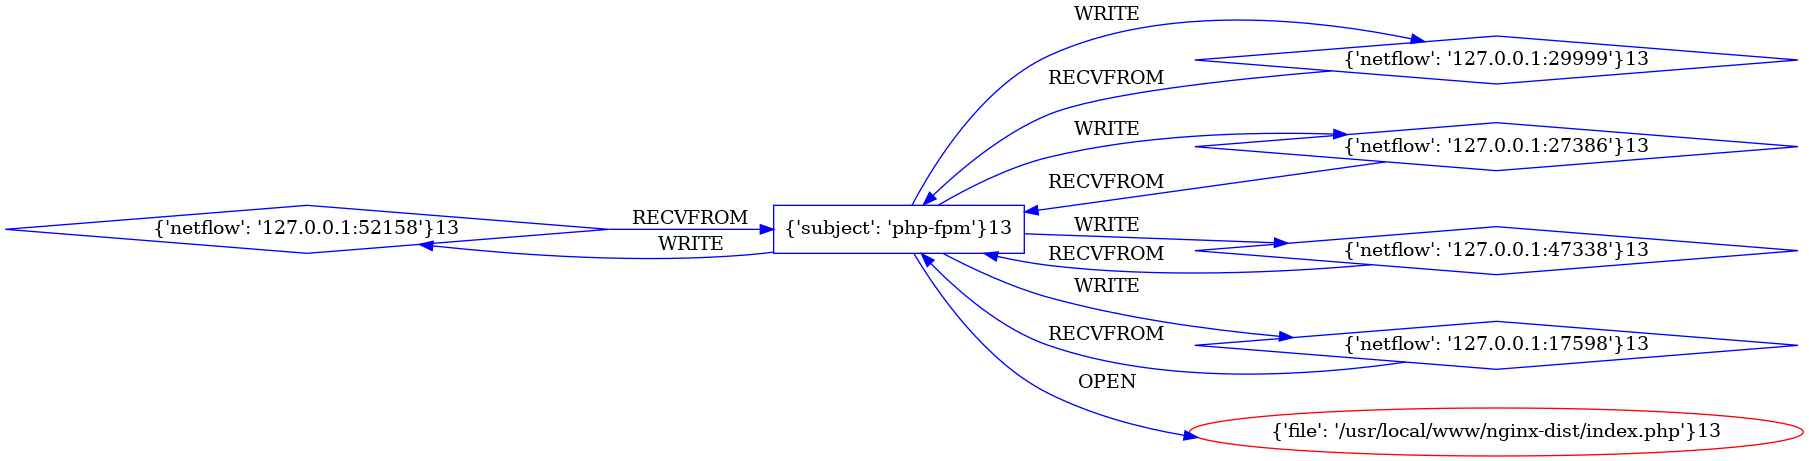 WRITE
{'netflow': '127.0.0.1:29999'}13
RECVFROM
WRITE
{'netflow': '127.0.0.1:27386'}13
RECVFROM
RECVFROM
{'netflow': '127.0.0.1:52158'}13
{'subject': 'php-fpm'}13
WRITE
WRITE
{'netflow': '127.0.0.1:47338'}13
RECVFROM
WRITE
RECVFROM
{'netflow': '127.0.0.1:17598'}13
OPEN
{'file': '/usr/local/www/nginx-dist/index.php'}13